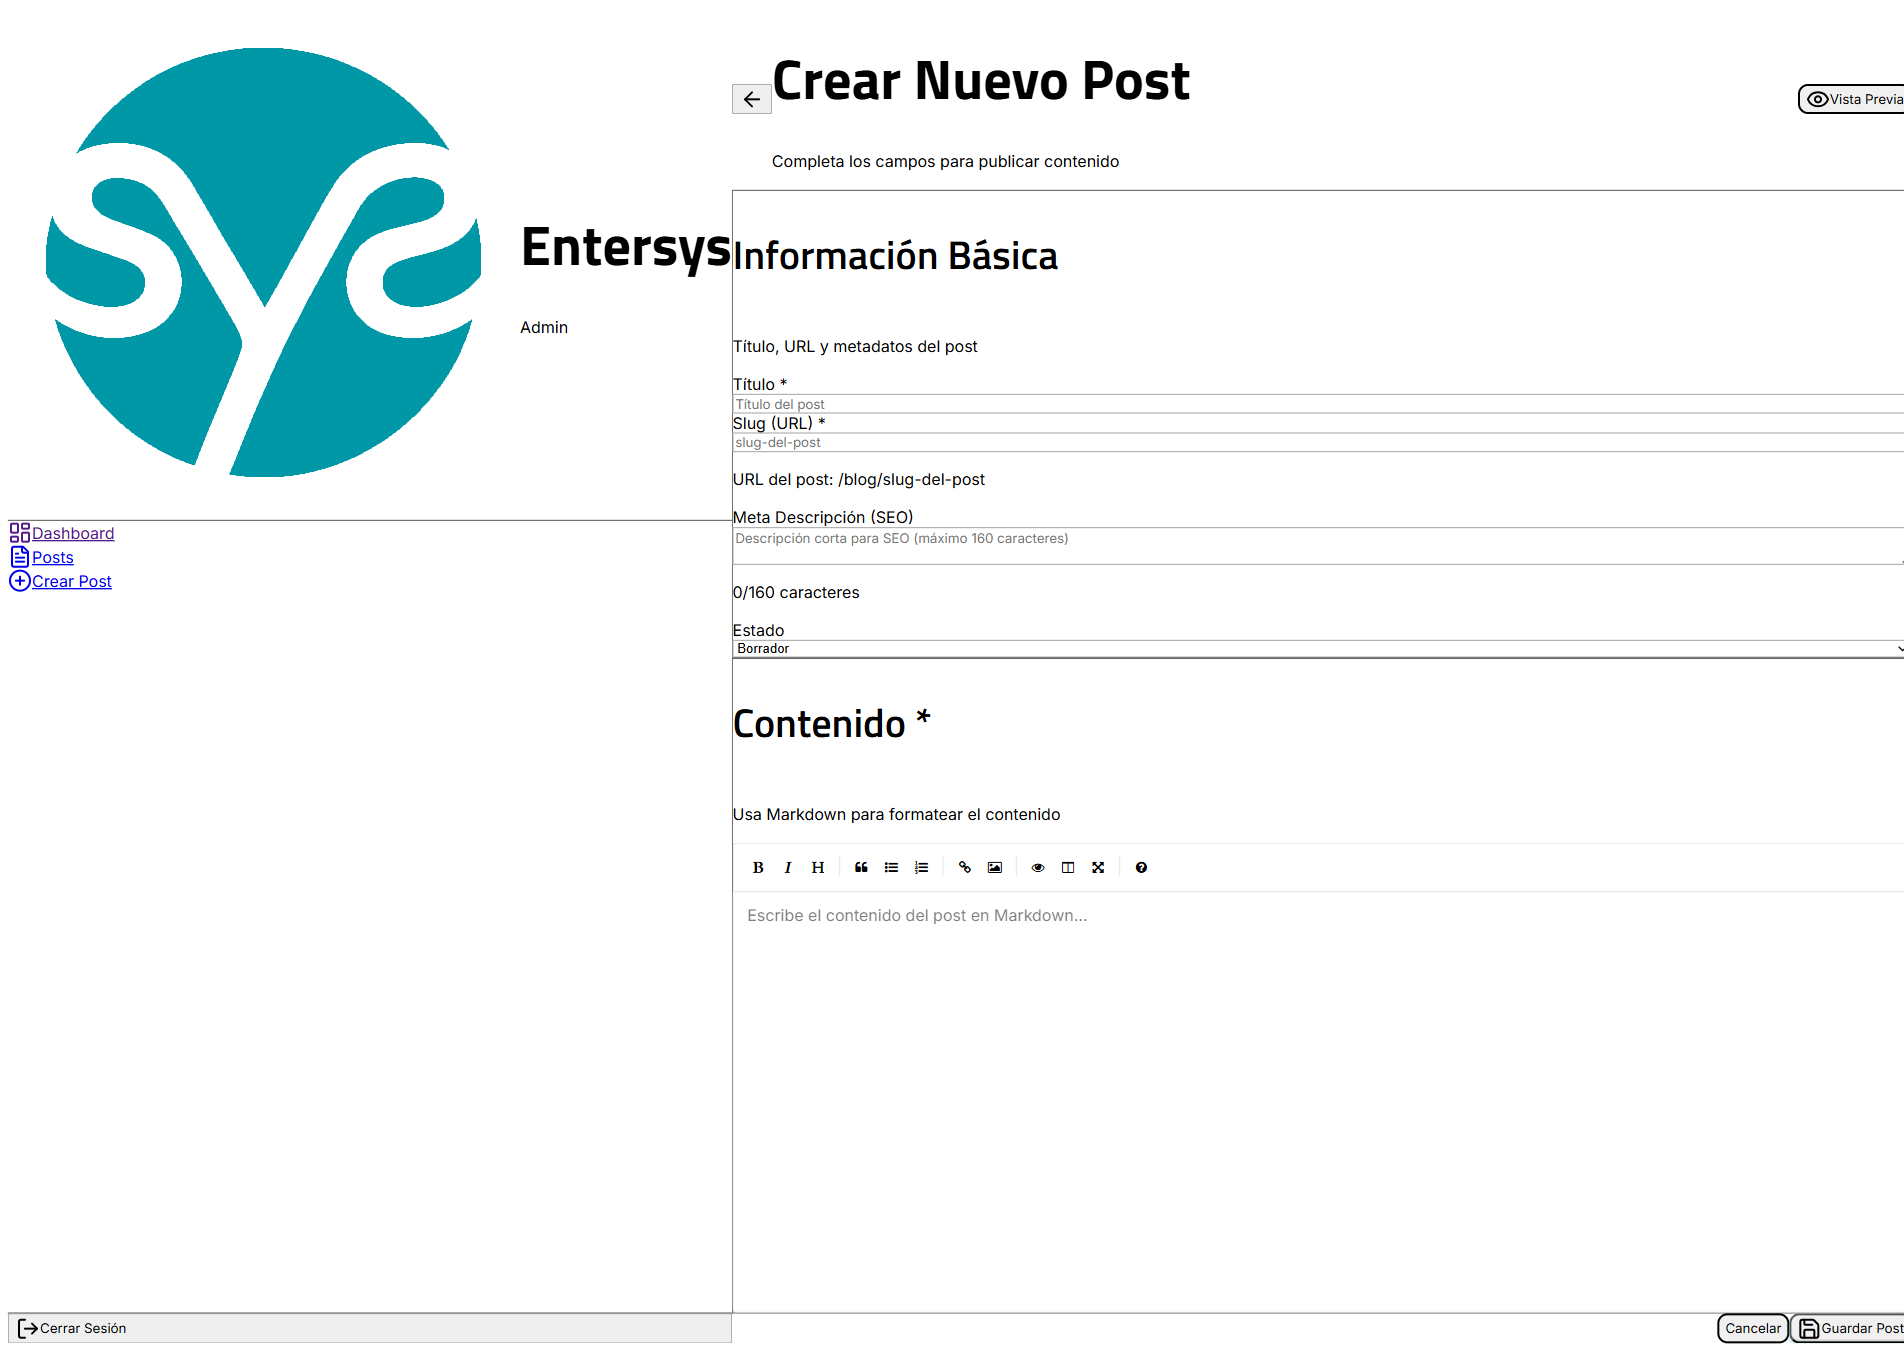 sys
Entersys
Admin
Dashboard
Posts
Crear Post
Cerrar Sesión
Crear Nuevo Post
Vista Previa
Completa los campos para publicar contenido
Información Básica
Título, URL y metadatos del post
Título *
Título del post
Slug (URL) *
slug-del-post
URL del post: /blog/slug-del-post
Meta Descripción (SEO)
Descripción corta para SEO (máximo 160 caracteres)
0/160 caracteres
Estado
Borrador
Contenido *
Usa Markdown para formatear el contenido
B I H
Escribe el contenido del post en Markdown...
Cancelar Guardar Post